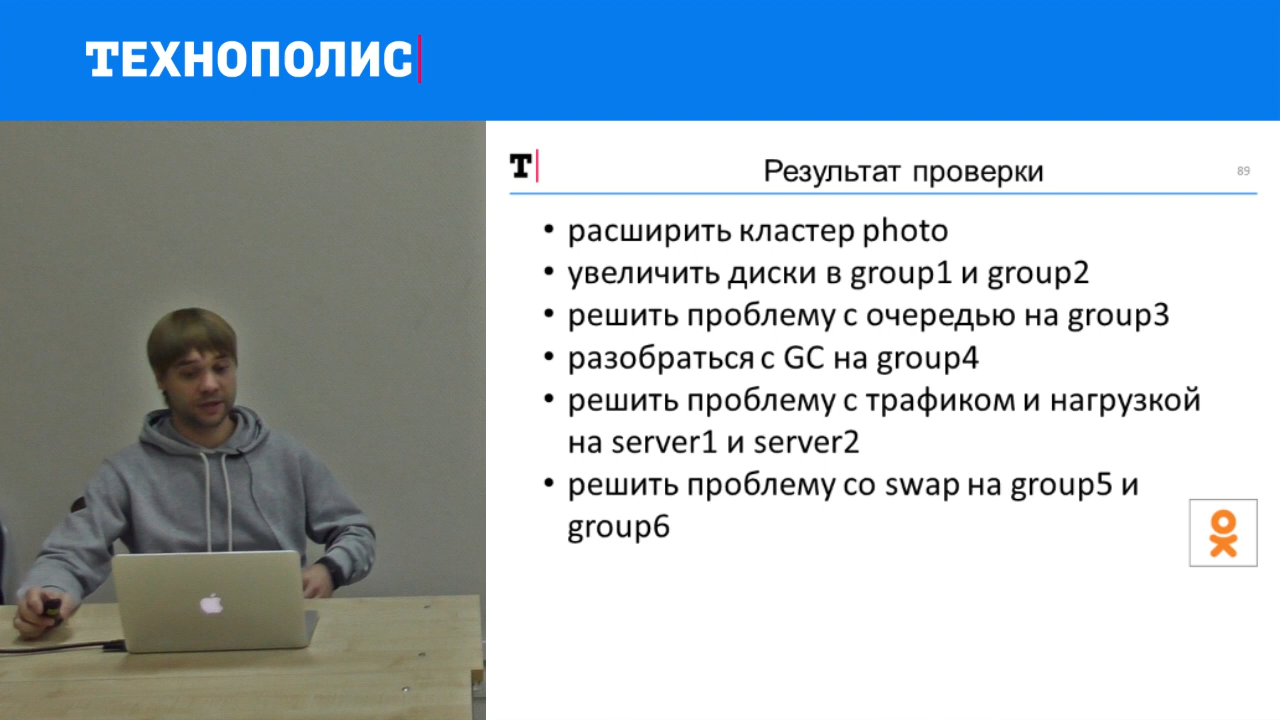 ТЕХНОПОЛИС
Т
Результат проверки
89
• расширить кластер photo
• увеличить диски в group1 и group2
• решить проблему с очередью на group3
• разобраться с GC на group4
• решить проблему с трафиком и нагрузкой
на server1 и server2
• решить проблему со swap на group5 и
group6